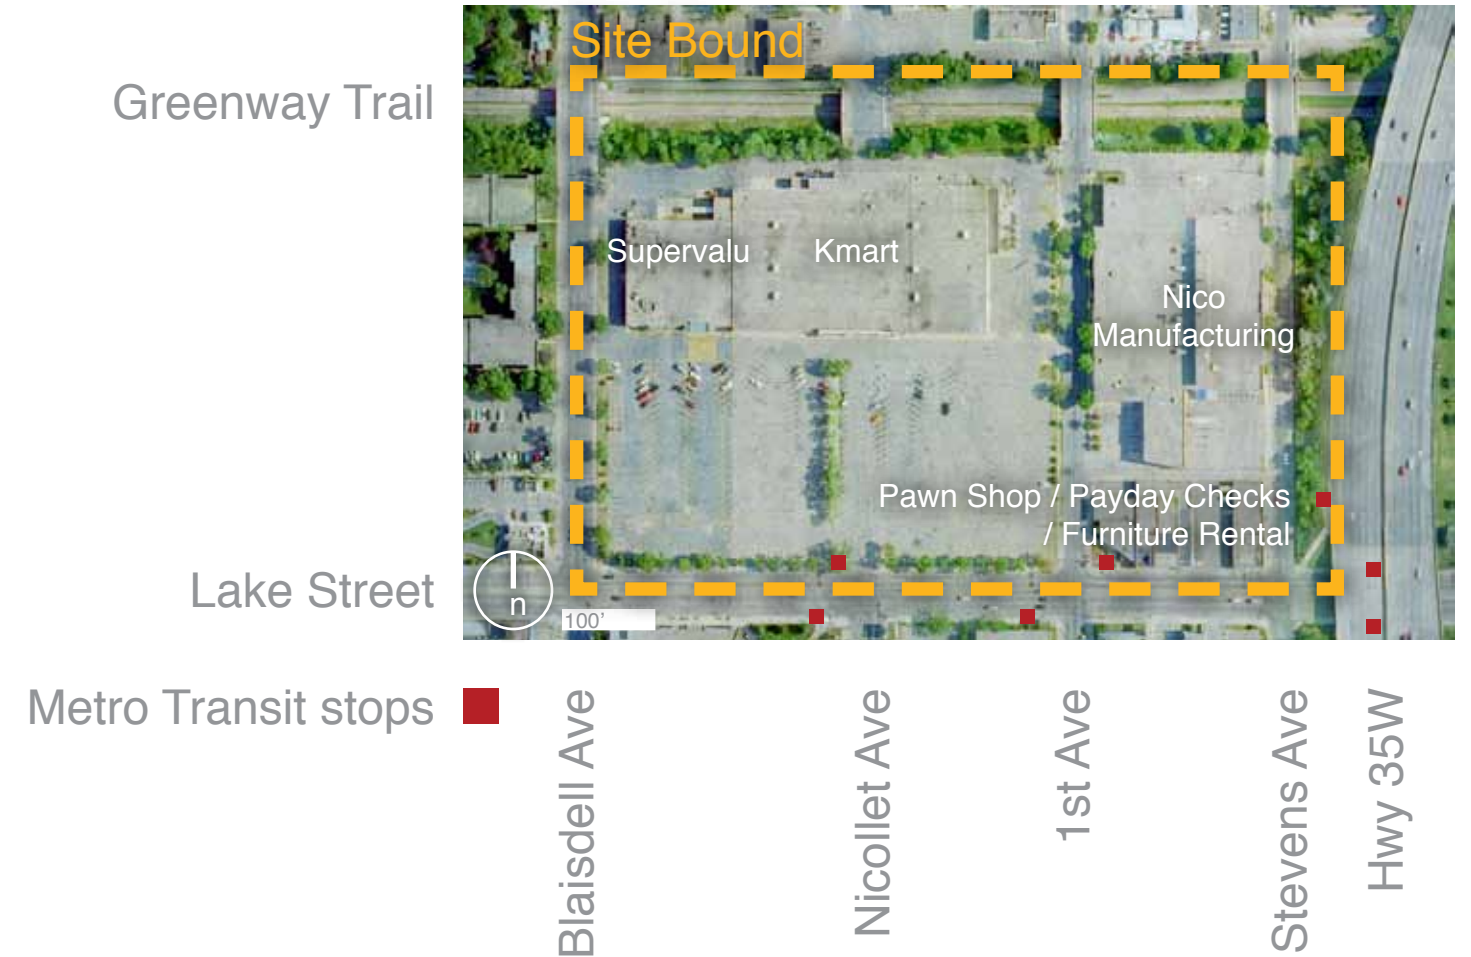 Site Bound
Greenway Trail
Supervalu
Kmart
Nico
Manufacturing
Pawn Shop / Payday Checks
/ Furniture Rental
Lake Street
n
100’
Metro Transit stops
Blaisdell Ave
Nicollet Ave
1st Ave
Stevens Ave
Hwy 35W